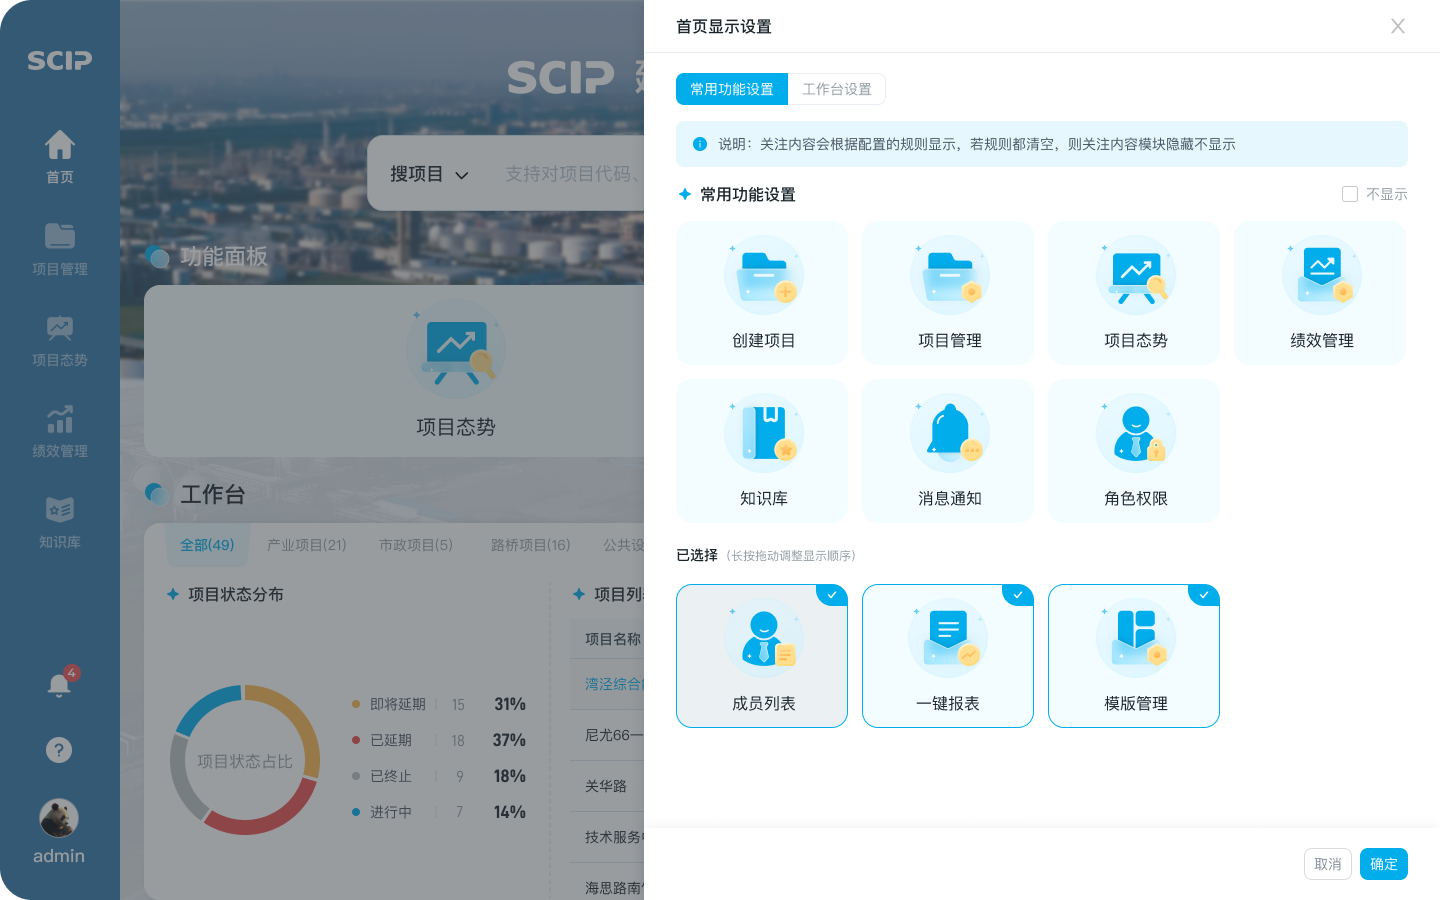 SCIP
首页
项目管理
项目态势
绩效管理
知识库
4
?
admin
SCIP
搜项目
支持对项目代码、
功能面板
项目态势
工作台
全部(49)
产业项目(21)
市政项目(5)
路桥项目(16)
公共设
项目状态分布
项目状态占比
即将延期 15 31%
已延期 18 37%
已终止 9 18%
进行中 7 14%
项目列
项目名称
湾泾综合
尼尤66一
关华路
技术服务
海思路南
首页显示设置
常用功能设置
工作台设置
说明：关注内容会根据配置的规则显示，若规则都清空，则关注内容模块隐藏不显示
常用功能设置
不显示
创建项目
项目管理
项目态势
绩效管理
知识库
消息通知
角色权限
已选择（长按拖动调整显示顺序）
成员列表
一键报表
模版管理
取消
确定